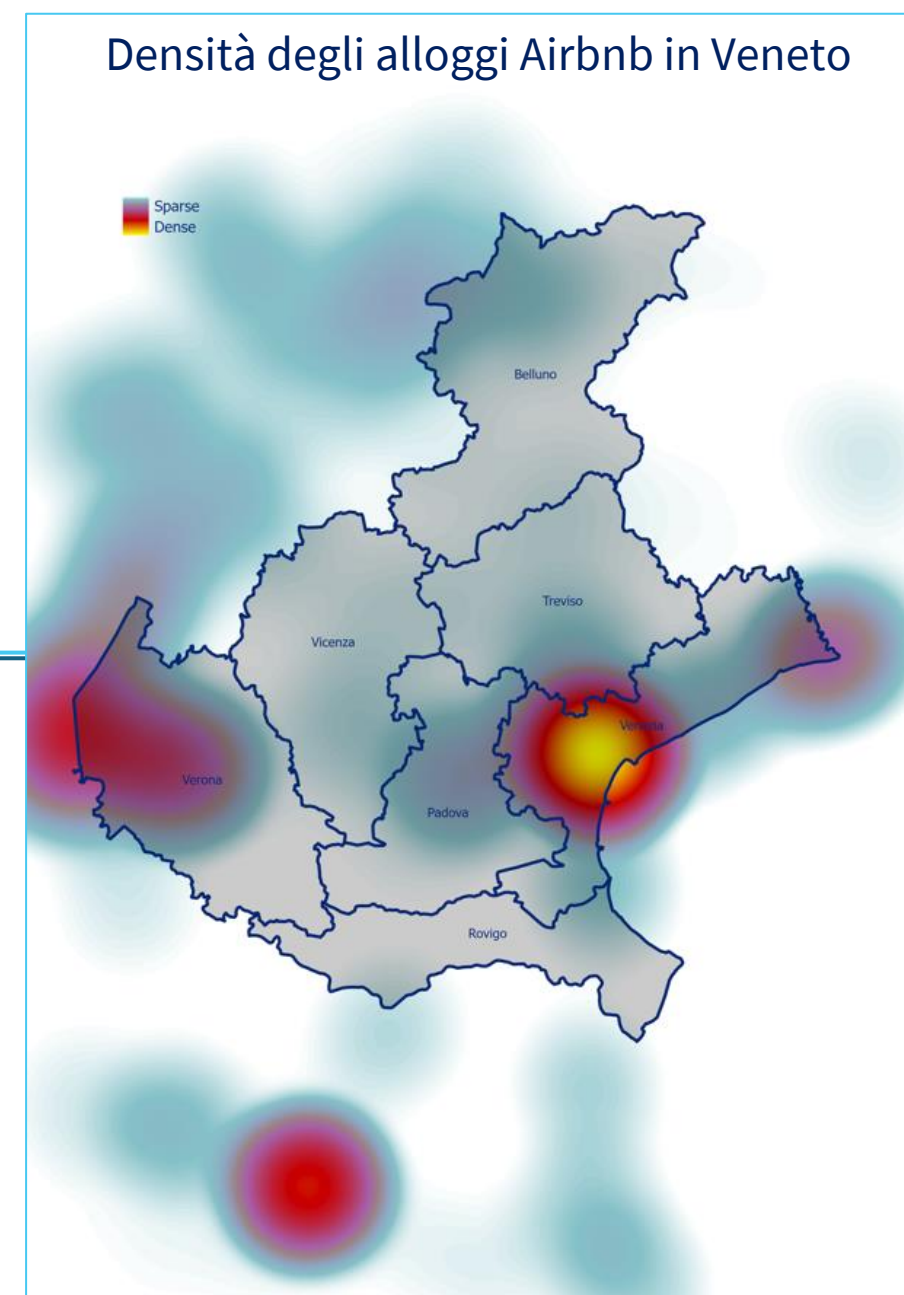 Densità degli alloggi Airbnb in Veneto
Sparse
Dense
Belluno
Treviso
Vicenza
Venezia
Verona
Padova
Rovigo